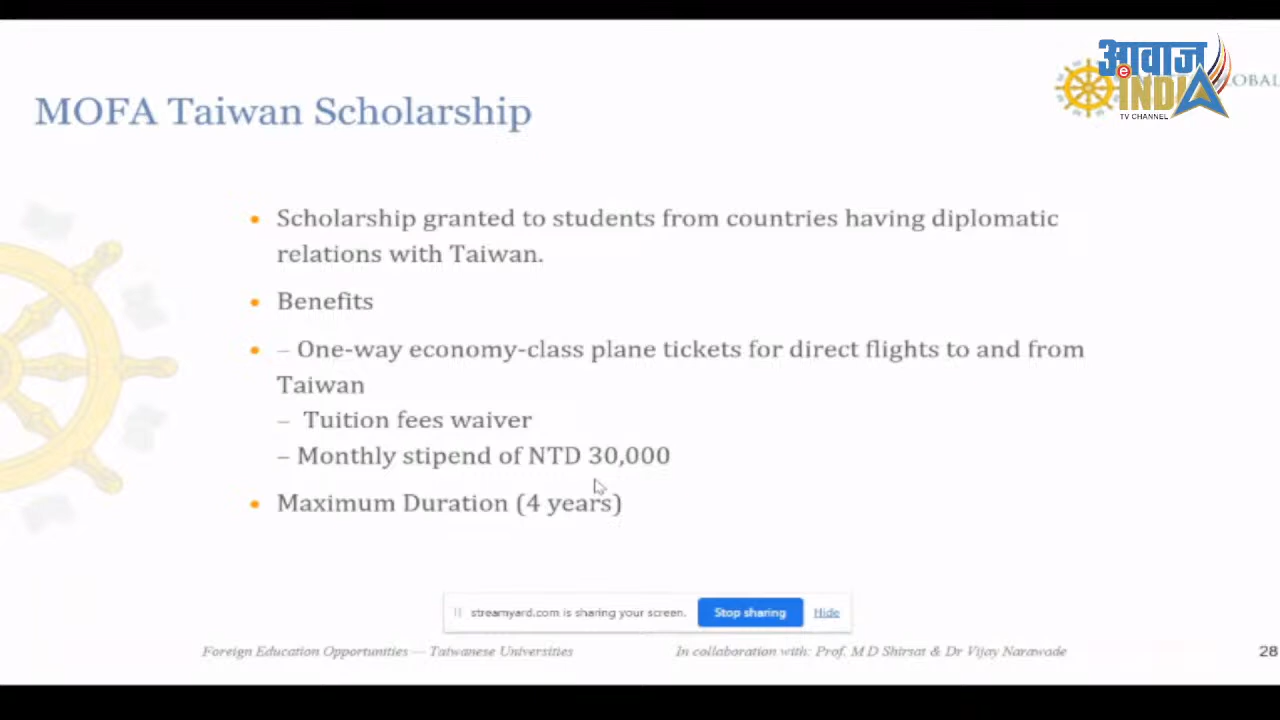 आवाज
e
INDIA
TV CHANNEL
OBAL
MOFA Taiwan Scholarship
• Scholarship granted to students from countries having diplomatic
relations with Taiwan.
• Benefits
• – One-way economy-class plane tickets for direct flights to and from
Taiwan
– Tuition fees waiver
– Monthly stipend of NTD 30,000
• Maximum Duration (4 years)
streamyard.com is sharing your screen. Stop sharing Hide
Foreign Education Opportunities — Taiwanese Universities In collaboration with: Prof. M D Shirsat & Dr Vijay Narawade 28